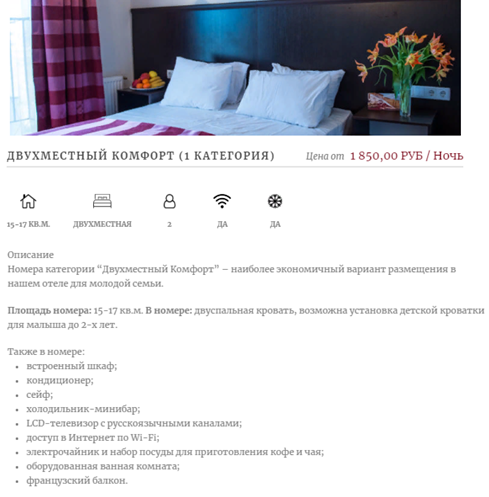 ДВУХМЕСТНЫЙ КОМФОРТ (1 КАТЕГОРИЯ) Цена от 1 850,00 РУБ / Ночь
15-17 КВ.М. ДВУХМЕСТНАЯ 2 ДА ДА
Описание
Номера категории “Двухместный Комфорт” – наиболее экономичный вариант размещения в
нашем отеле для молодой семьи.
Площадь номера: 15-17 кв.м. В номере: двуспальная кровать, возможна установка детской кроватки
для малыша до 2-х лет.
Также в номере:
• встроенный шкаф;
• кондиционер;
• сейф;
• холодильник-минибар;
• LCD-телевизор с русскоязычными каналами;
• доступ в Интернет по Wi-Fi;
• электрочайник и набор посуды для приготовления кофе и чая;
• оборудованная ванная комната;
• французский балкон.